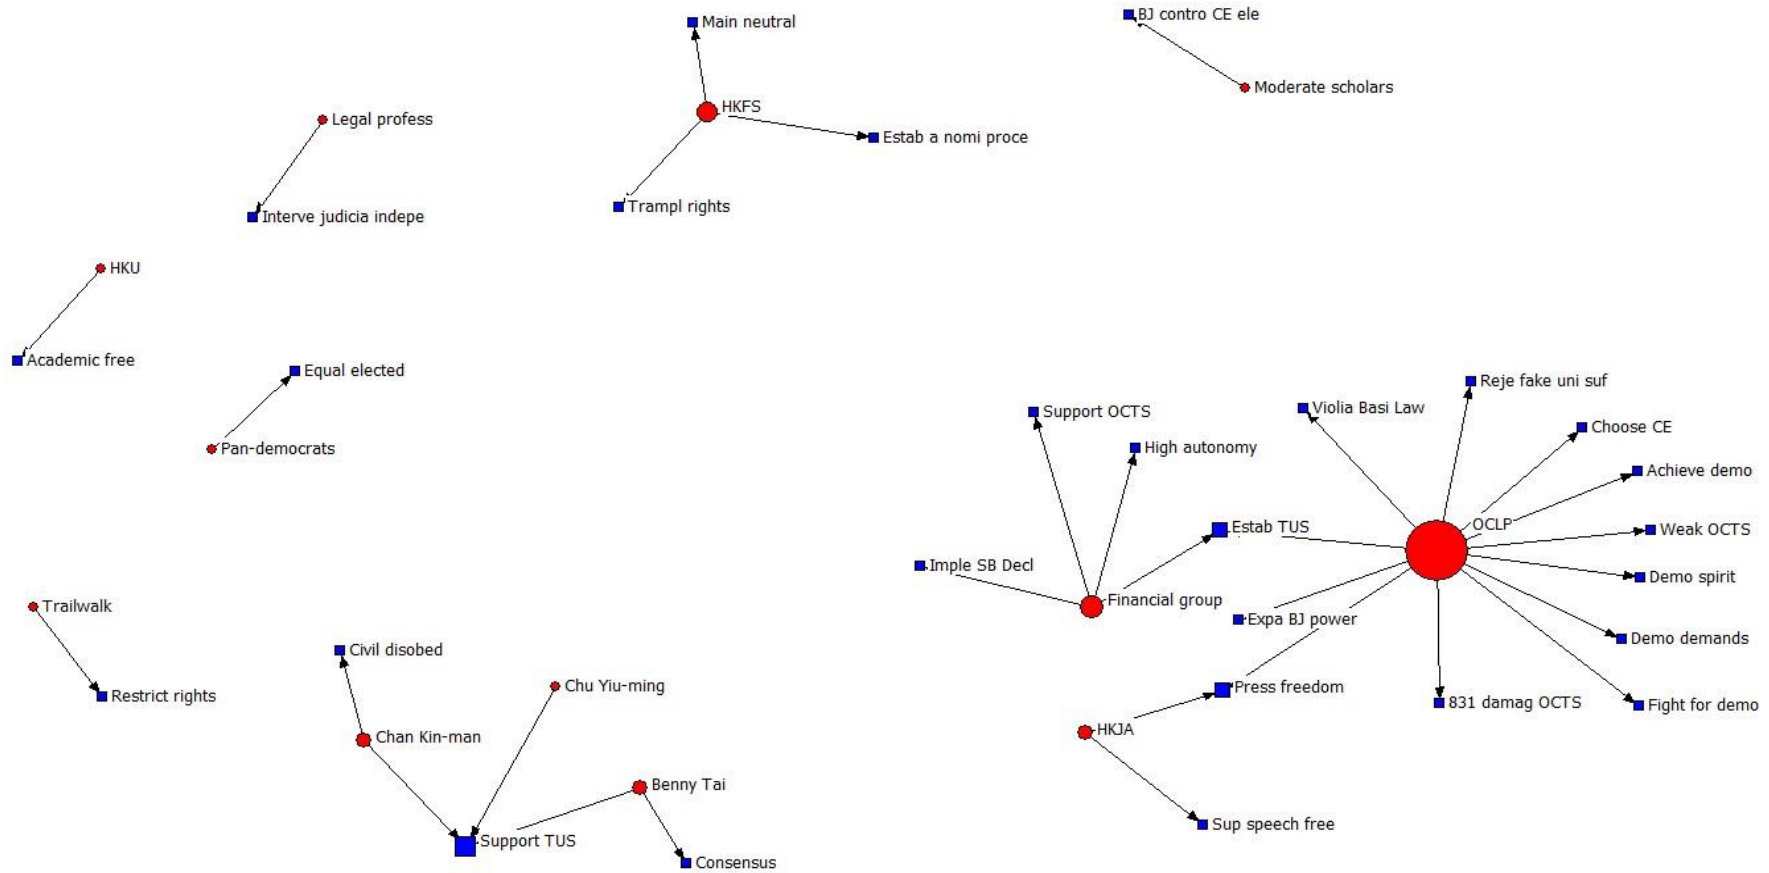 BJ contro CE ele
Main neutral
Moderate scholars
HKFS
Legal profess
Estab a nomi proce
Trampl rights
Interve judicia indepe
HKU
Academic free
Equal elected
Reje fake uni suf
Violia Basi Law
Support OCTS
Choose CE
Pan-democrats
High autonomy
Achieve demo
OCLP
Estab TUS
Weak OCTS
Imple SB Decl
Demo spirit
Financial group
Trailwalk
Expa BJ power
Demo demands
Civil disobed
Chu Yiu-ming
Press freedom
Restrict rights
831 damag OCTS
Fight for demo
HKJA
Chan Kin-man
Benny Tai
Sup speech free
Support TUS
Consensus